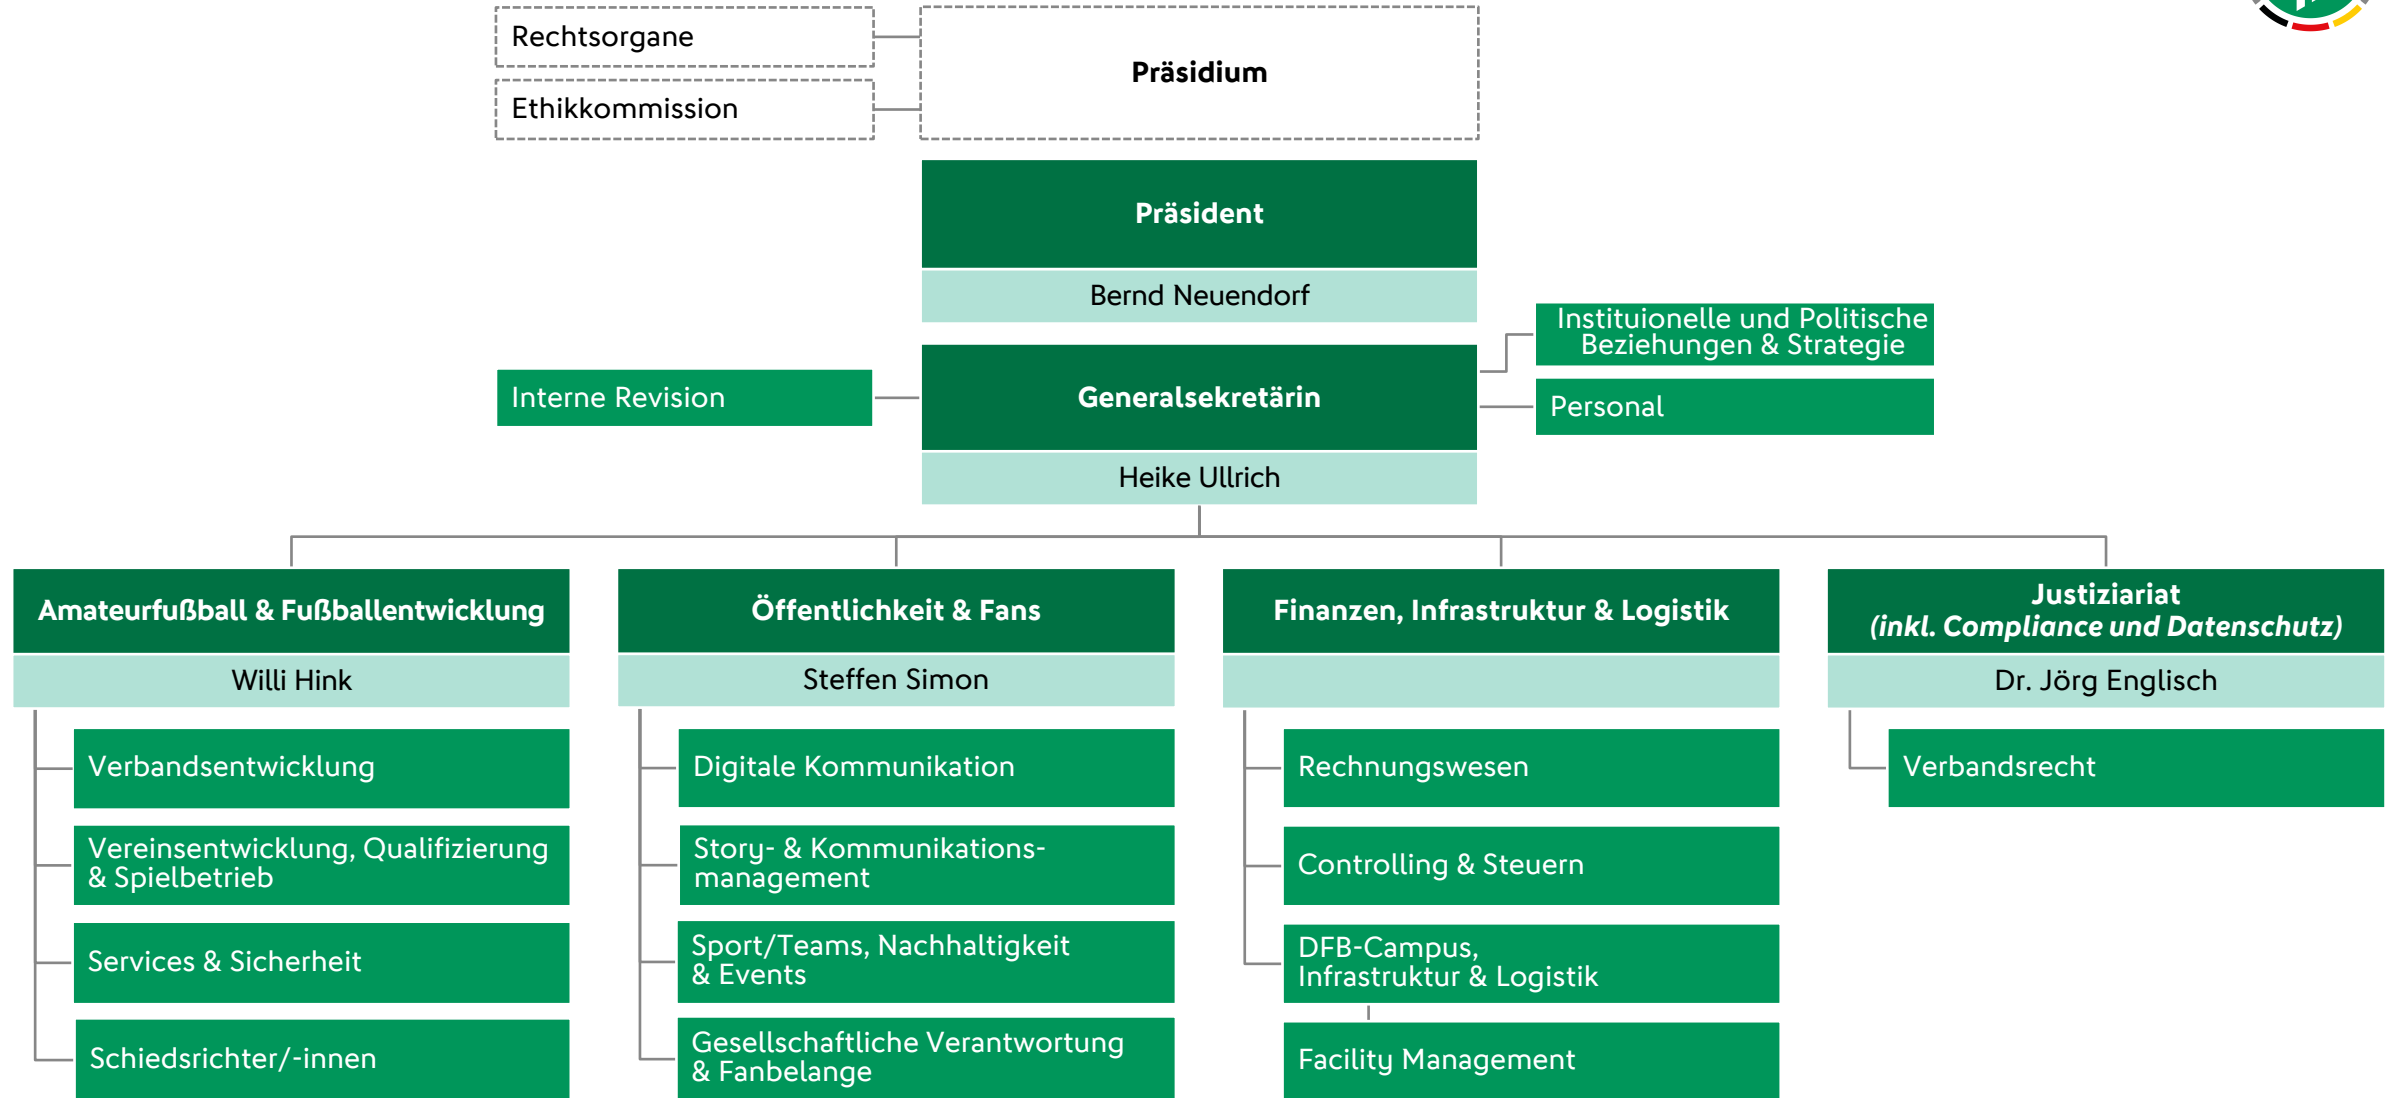 Rechtsorgane
Ethikkommission
Präsidium
Präsident
Bernd Neuendorf
Interne Revision
Generalsekretärin
Heike Ullrich
Instituionelle und Politische
Beziehungen & Strategie
Personal
Amateurfußball & Fußballentwicklung
Willi Hink
Verbandsentwicklung
Vereinsentwicklung, Qualifizierung
& Spielbetrieb
Services & Sicherheit
Schiedsrichter/-innen
Öffentlichkeit & Fans
Steffen Simon
Digitale Kommunikation
Story- & Kommunikations-
management
Sport/Teams, Nachhaltigkeit
& Events
Gesellschaftliche Verantwortung
& Fanbelange
Finanzen, Infrastruktur & Logistik
Rechnungswesen
Controlling & Steuern
DFB-Campus,
Infrastruktur & Logistik
Facility Management
Justiziariat
(inkl. Compliance und Datenschutz)
Dr. Jörg Englisch
Verbandsrecht